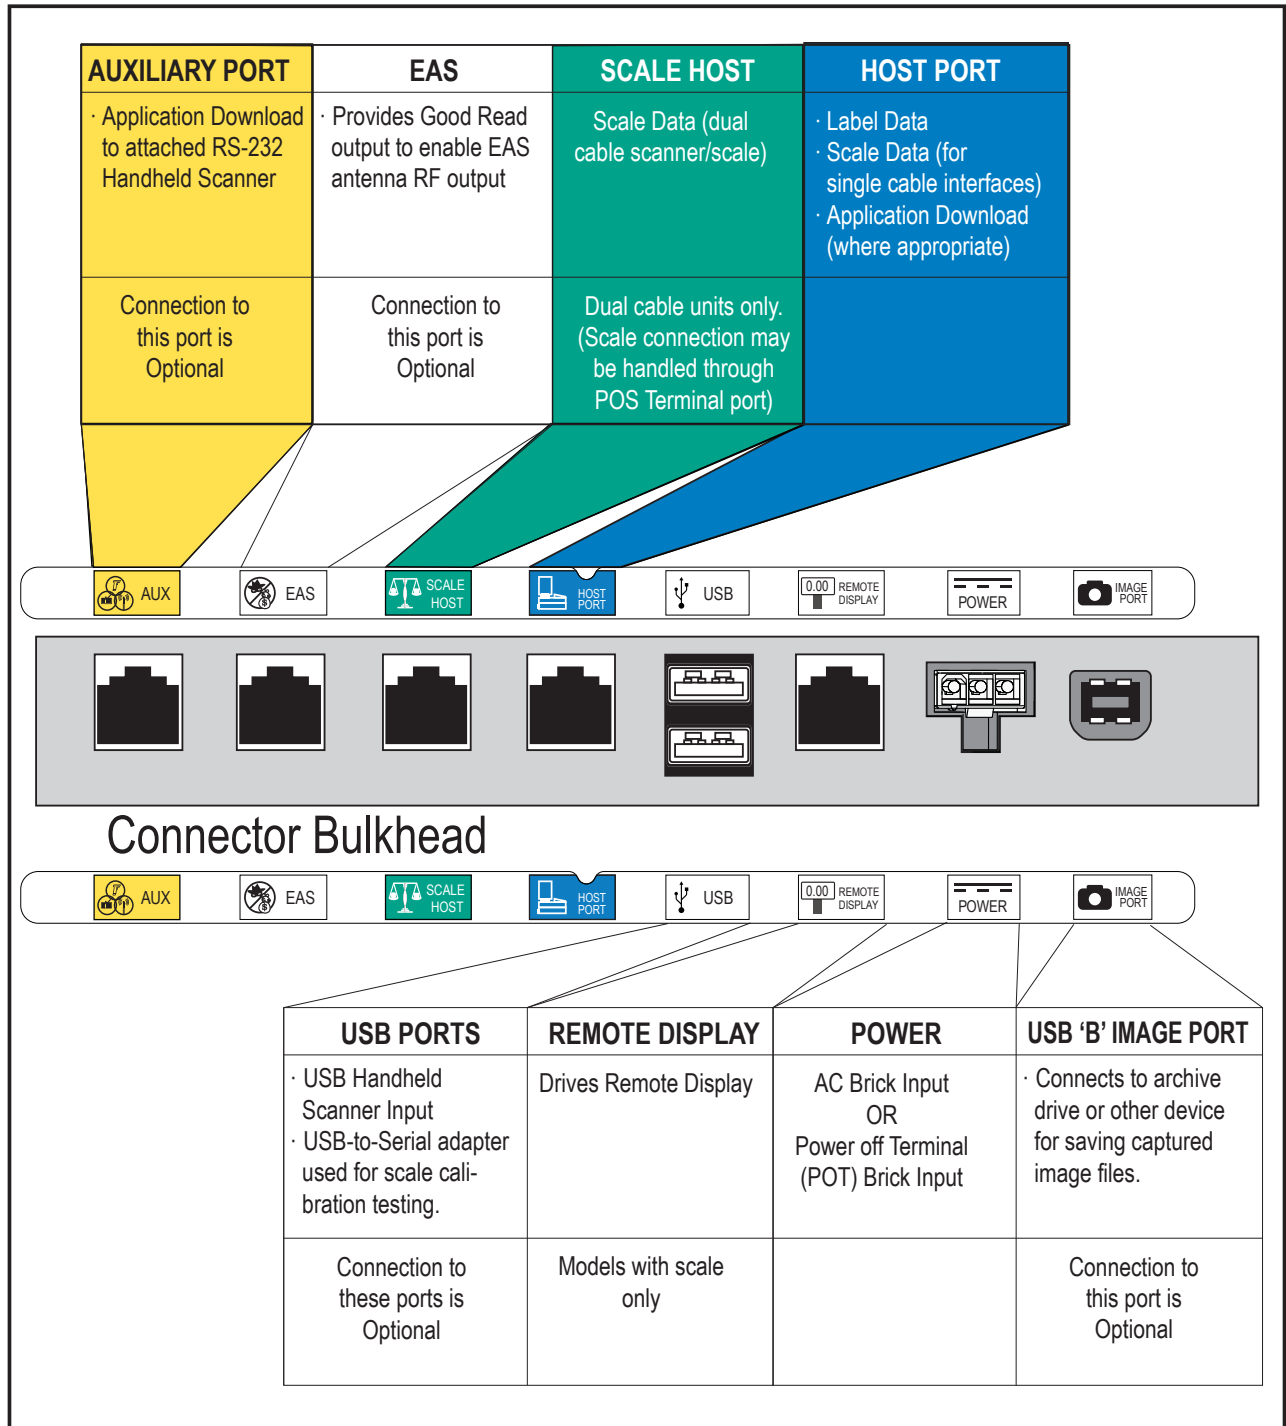 AUXILIARY PORT
· Application Download
to attached RS-232
Handheld Scanner
Connection to
this port is
Optional
EAS
· Provides Good Read
output to enable EAS
antenna RF output
Connection to
this port is
Optional
SCALE HOST
Scale Data (dual
cable scanner/scale)
Dual cable units only.
(Scale connection may
be handled through
POS Terminal port)
HOST PORT
· Label Data
· Scale Data (for
single cable interfaces)
· Application Download
(where appropriate)
AUX
EAS
SCALE
HOST
HOST
PORT
USB
0.00
REMOTE
DISPLAY
POWER
IMAGE
PORT
Connector Bulkhead
AUX
EAS
SCALE
HOST
HOST
PORT
USB
0.00
REMOTE
DISPLAY
POWER
IMAGE
PORT
USB PORTS
· USB Handheld
Scanner Input
· USB-to-Serial adapter
used for scale cali-
bration testing.
Connection to
these ports is
Optional
REMOTE DISPLAY
Drives Remote Display
Models with scale
only
POWER
AC Brick Input
OR
Power off Terminal
(POT) Brick Input
USB ‘B’ IMAGE PORT
· Connects to archive
drive or other device
for saving captured
image files.
Connection to
this port is
Optional